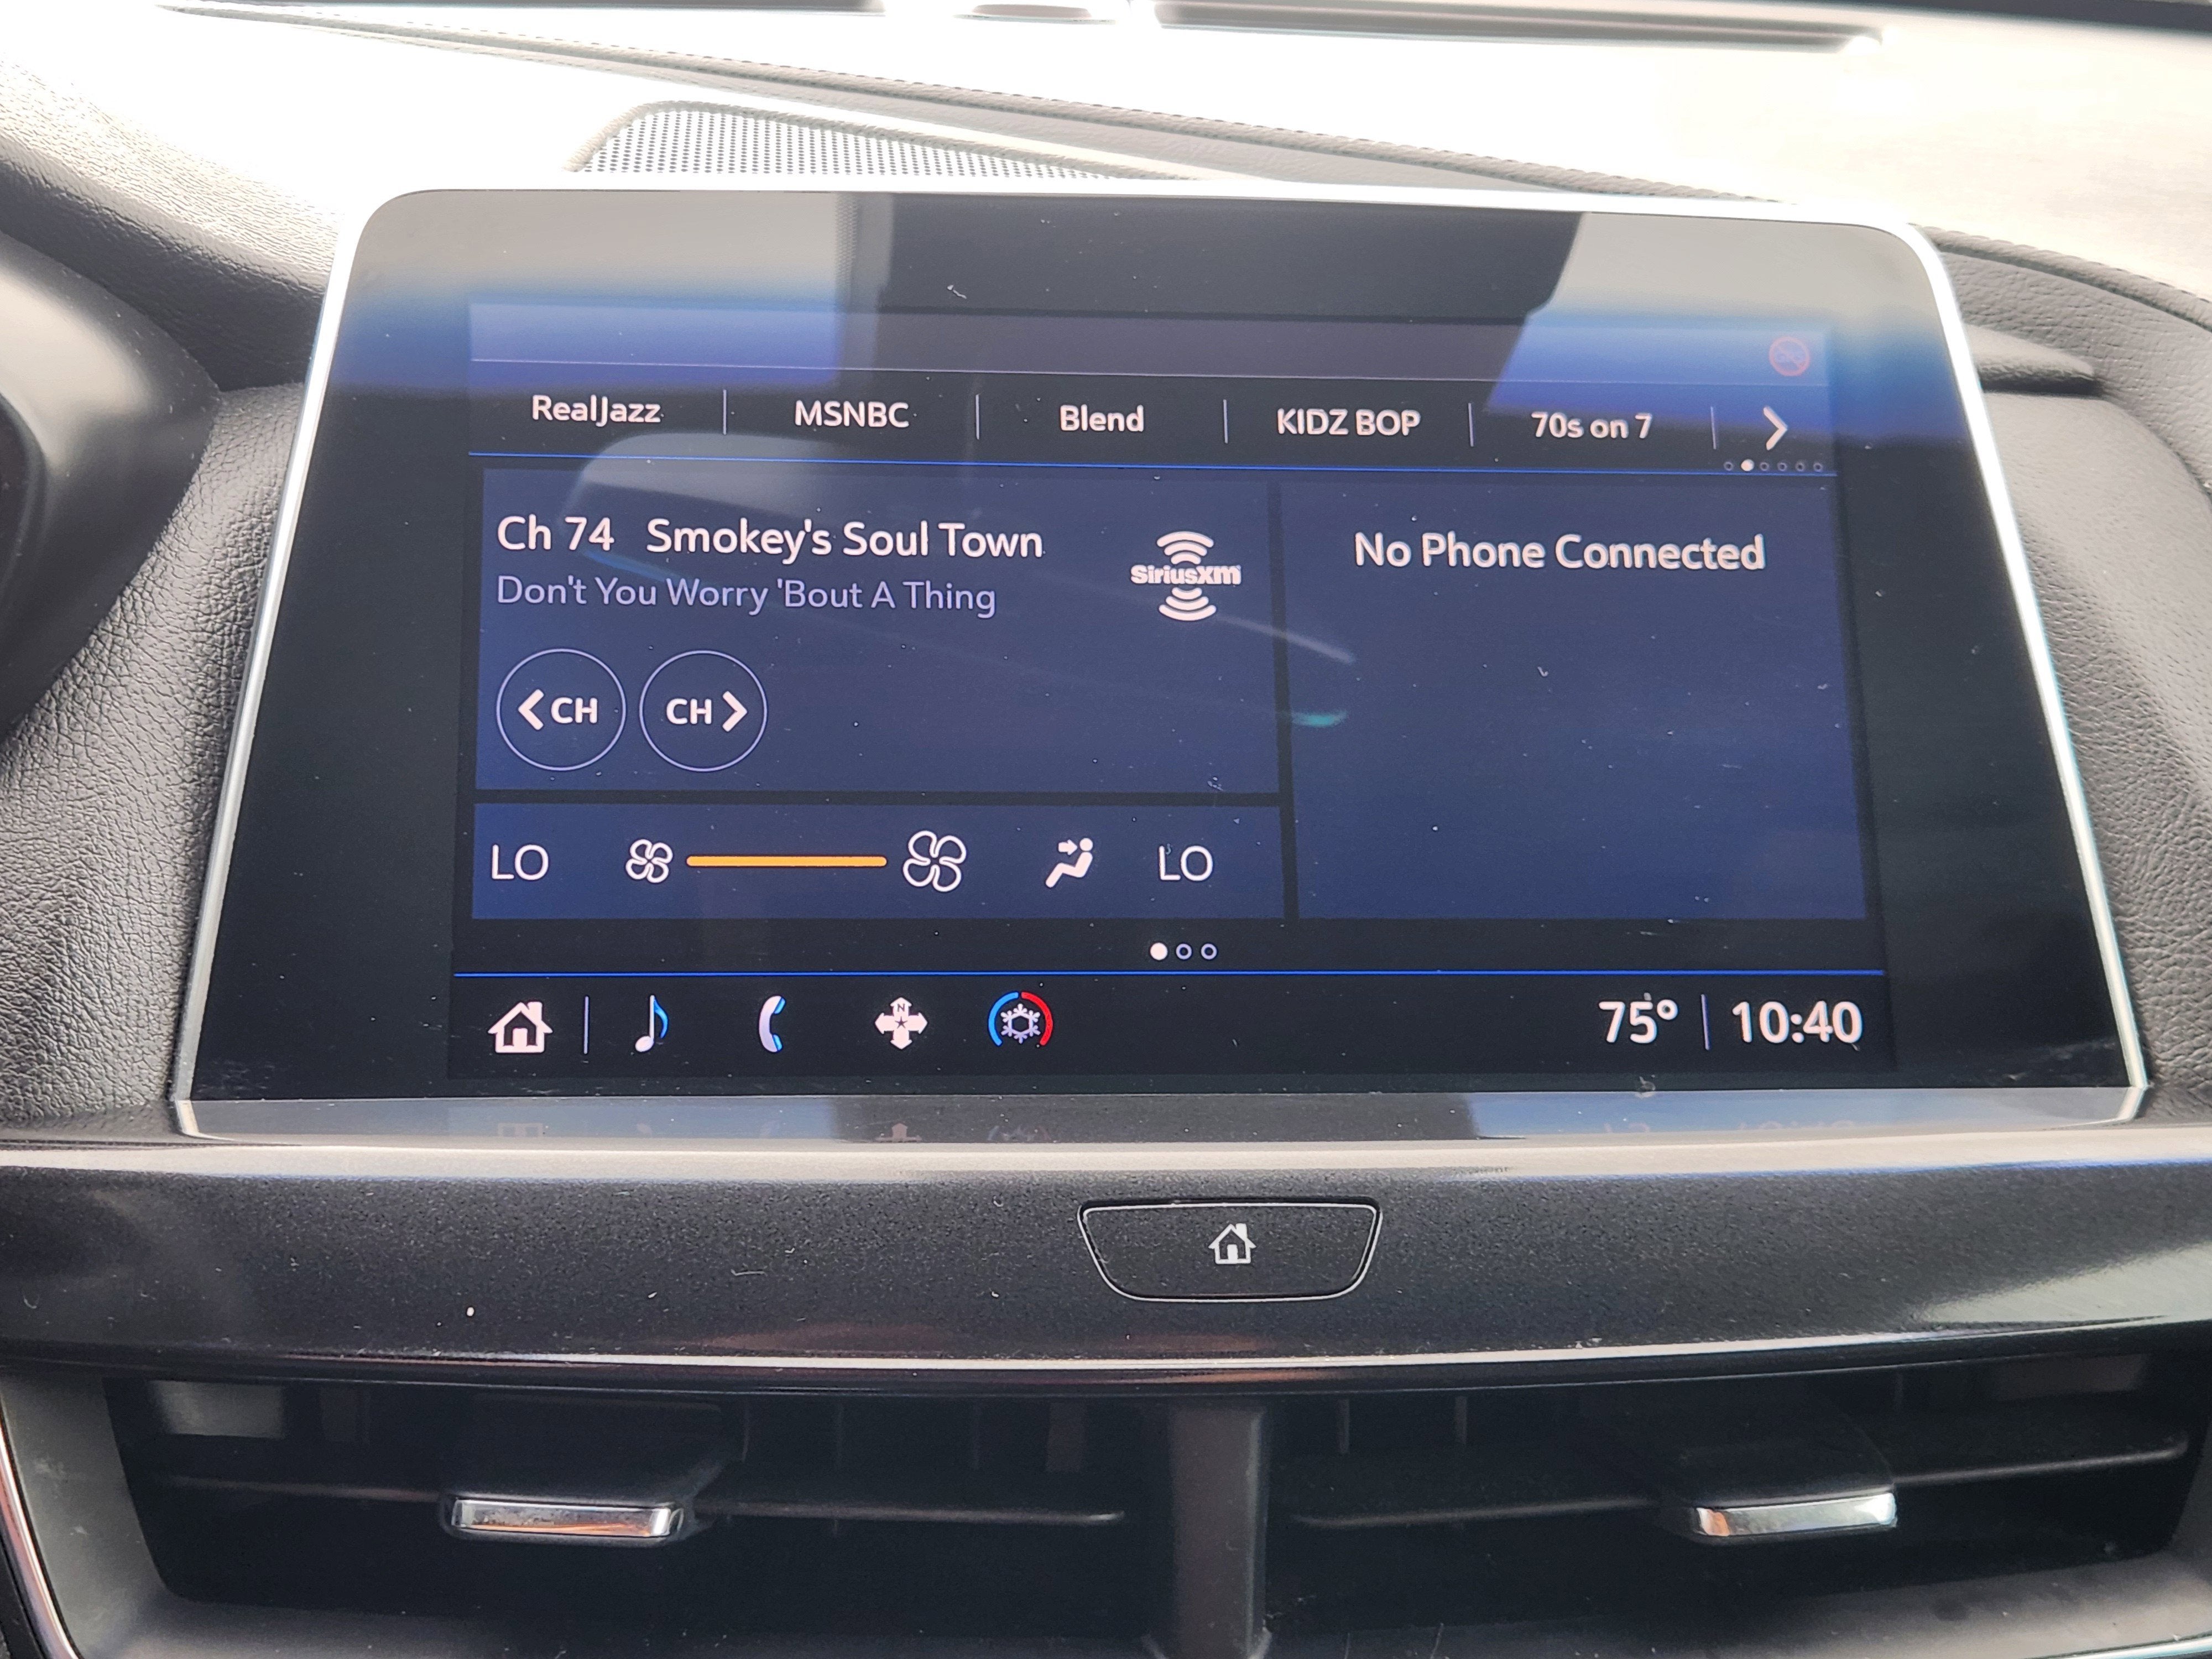 RealJazz
MSNBC
Blend
KIDZ BOP
70s on 7
Ch 74 Smokey's Soul Town
Don't You Worry 'Bout A Thing
SiriusXM
No Phone Connected
CH
CH
LO
LO
N
75°
10:40